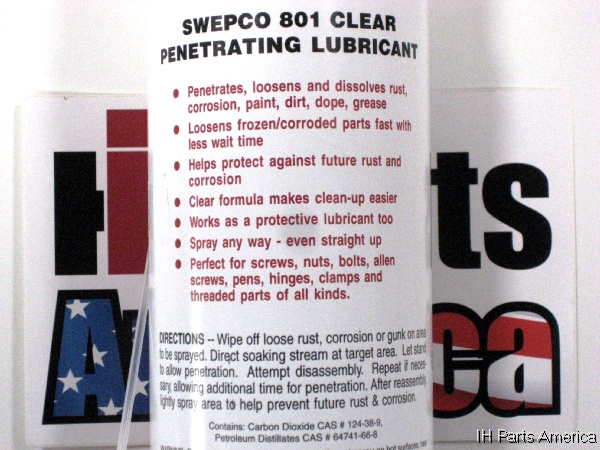 SWEPCO 801 CLEAR
PENETRATING LUBRICANT
• Penetrates, loosens and dissolves rust,
corrosion, paint, dirt, dope, grease
• Loosens frozen/corroded parts fast with
less wait time
• Helps protect against future rust and
corrosion
• Clear formula makes clean-up easier
• Works as a protective lubricant too
• Spray any way - even straight up
• Perfect for screws, nuts, bolts, allen
screws, pens, hinges, clamps and
threaded parts of all kinds.
DIRECTIONS -- Wipe off loose rust, corrosion or gunk on area
to be sprayed. Direct soaking stream at target area. Let stand
to allow penetration. Attempt disassembly. Repeat if neces-
sary, allowing additional time for penetration. After reassembly,
lightly spray area to help prevent future rust & corrosion.
Contains: Carbon Dioxide CAS # 124-38-9,
Petroleum Distillates CAS # 64741-66-8
on hot surfaces, near
ts
ca
IH Parts America